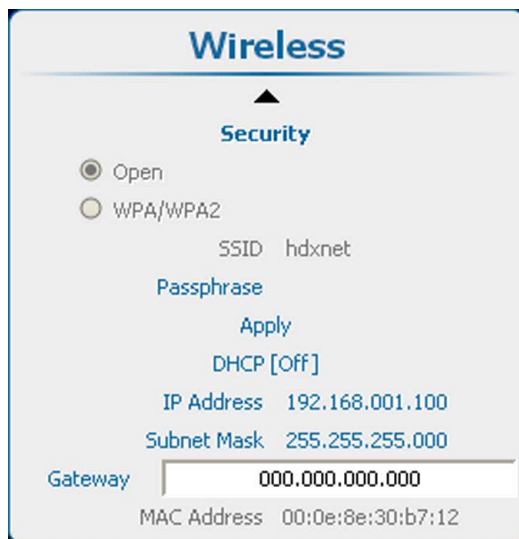 Wireless
Security
Open
WPA/WPA2
SSID hdxnet
Passphrase
Apply
DHCP [Off]
IP Address 192.168.001.100
Subnet Mask 255.255.255.000
Gateway 000.000.000.000
MAC Address 00:0e:8e:30:b7:12